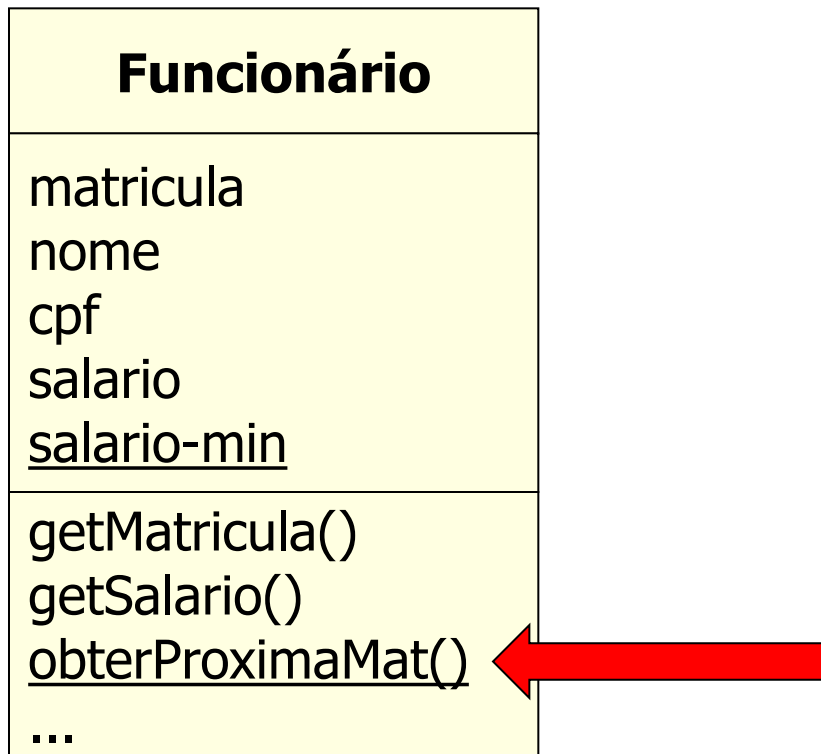 Funcionário
matricula
nome
cpf
salario
salario-min
getMatricula()
getSalario()
obterProximaMat()
...